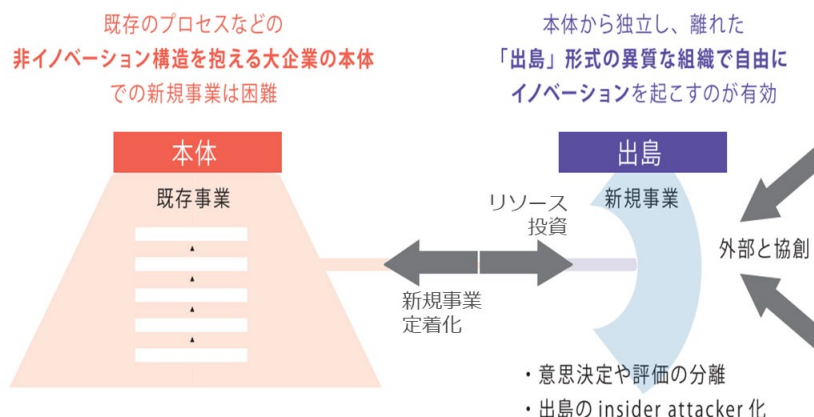 既存のプロセスなどの
非イノベーション構造を抱える大企業の本体
での新規事業は困難
本体から独立し、離れた
「出島」形式の異質な組織で自由に
イノベーションを起こすのが有効
本体
既存事業
出島
新規事業
リソース
投資
新規事業
定着化
外部と協創
・意思決定や評価の分離
・出島の insider attacker 化